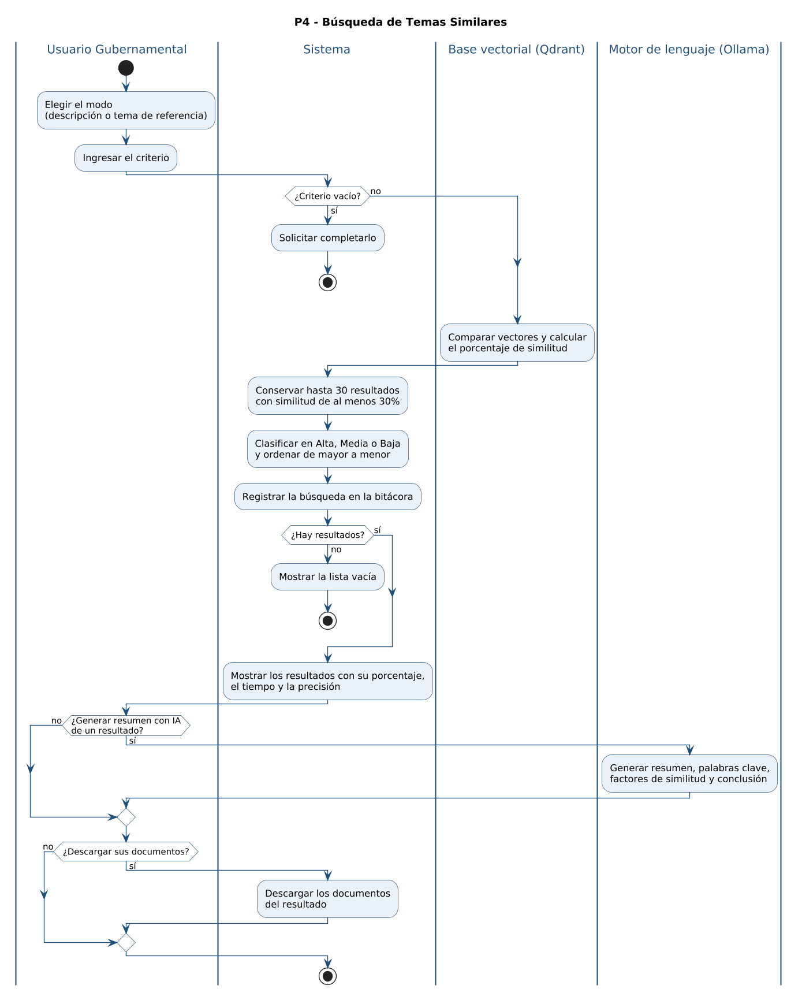 P4 - Búsqueda de Temas Similares
Usuario Gubernamental
Sistema
Base vectorial (Qdrant)
Motor de lenguaje (Ollama)
Elegir el modo
(descripción o tema de referencia)
Ingresar el criterio
¿Criterio vacío?
no
sí
Solicitar completarlo
Comparar vectores y calcular
el porcentaje de similitud
Conservar hasta 30 resultados
con similitud de al menos 30%
Clasificar en Alta, Media o Baja
y ordenar de mayor a menor
Registrar la búsqueda en la bitácora
¿Hay resultados?
sí
no
Mostrar la lista vacía
Mostrar los resultados con su porcentaje,
el tiempo y la precisión
no
¿Generar resumen con IA
de un resultado?
sí
Generar resumen, palabras clave,
factores de similitud y conclusión
no
¿Descargar sus documentos?
sí
Descargar los documentos
del resultado